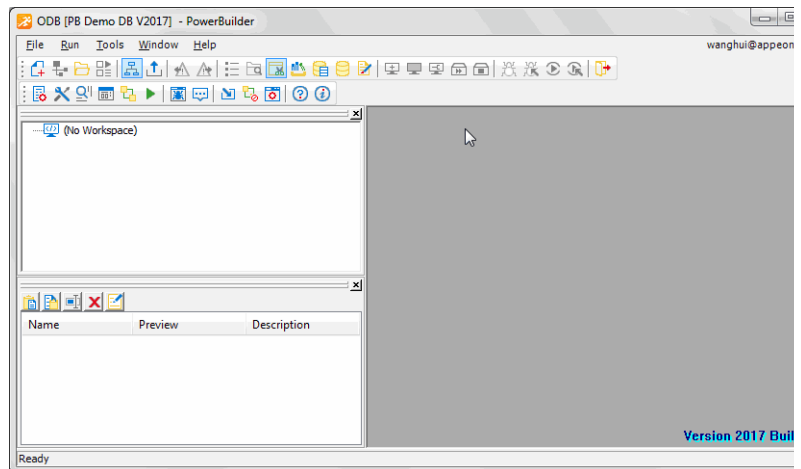 ODB [PB Demo DB V2017] - PowerBuilder
File Run Tools Window Help
(No Workspace)
Name Preview Description
Version 2017
Ready